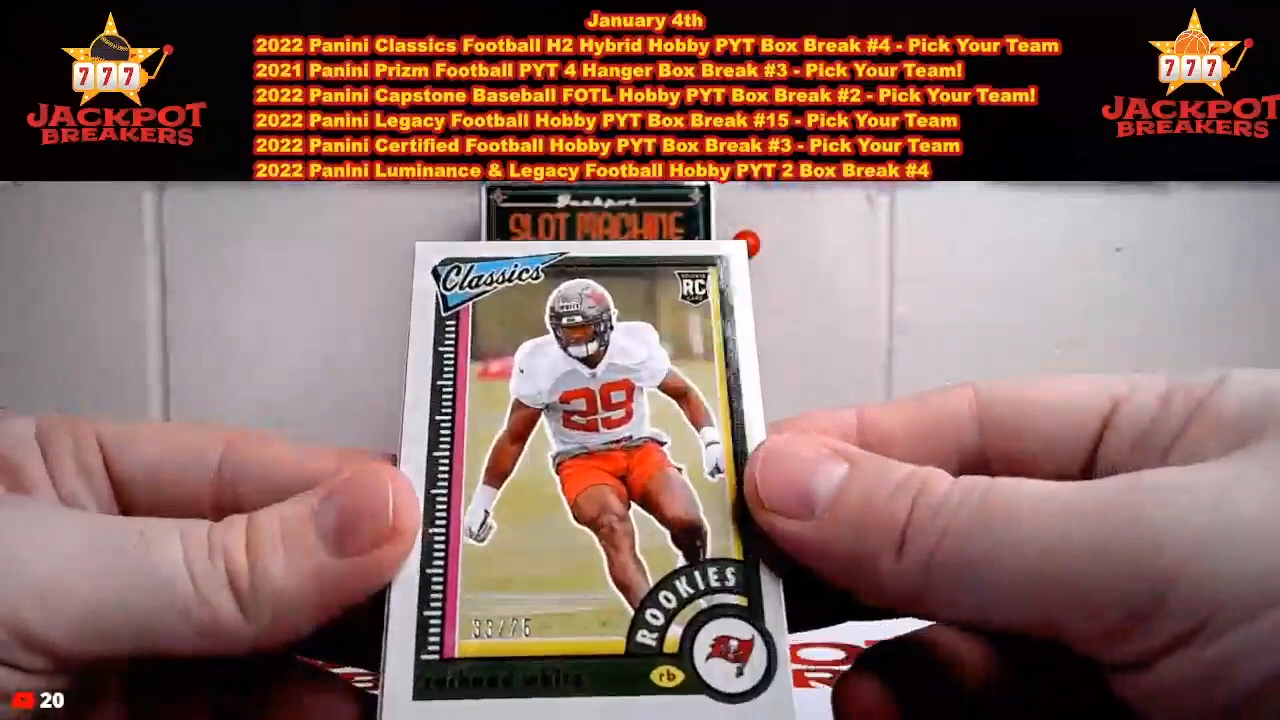 January 4th
2022 Panini Classics Football H2 Hybrid Hobby PYT Box Break #4 - Pick Your Team
2021 Panini Prizm Football PYT 4 Hanger Box Break #3 - Pick Your Team!
2022 Panini Capstone Baseball FOTL Hobby PYT Box Break #2 - Pick Your Team!
2022 Panini Legacy Football Hobby PYT Box Break #15 - Pick Your Team
2022 Panini Certified Football Hobby PYT Box Break #3 - Pick Your Team
2022 Panini Luminance & Legacy Football Hobby PYT 2 Box Break #4
777
JACKPOT
BREAKERS
777
JACKPOT
BREAKERS
Jackpot
SLOT MACHINE
Classics
RC
WHITE
29
ROOKIES
33/75
rachaad white
rb
20